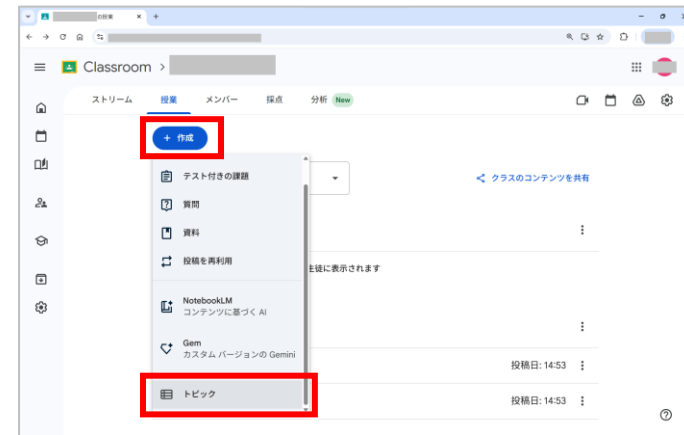 の授業
Classroom >
ストリーム 授業 メンバー 採点 分析 New
+ 作成
テスト付きの課題
質問
クラスのコンテンツを共有
資料
投稿を再利用
生徒に表示されます
NotebookLM
コンテンツに基づく AI
Gem
カスタム バージョンの Gemini
投稿日: 14:53
トピック
投稿日: 14:53